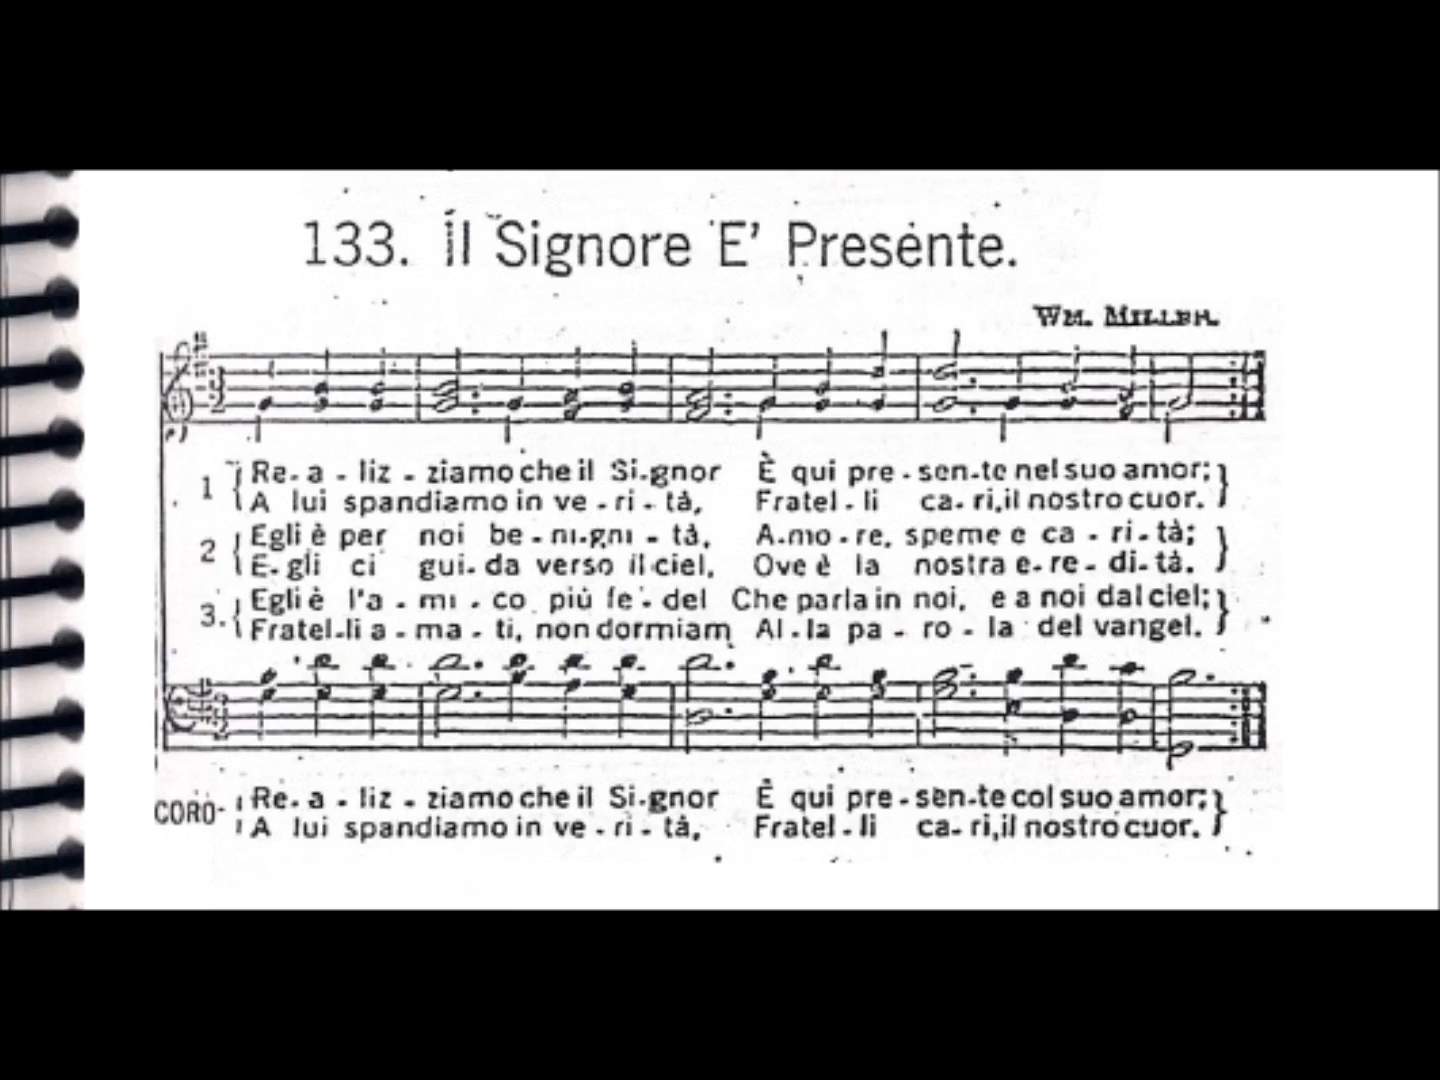 133. Il Signore E' Presente.
WM. MILLER.
1 Re-a-liz-ziamo che il Si-gnor È qui pre-sen-te nel suo amor;
A lui spandiamo in ve-ri-tà, Fratel-li ca-ri, il nostro cuor.
2 Egli è per noi be-ni-gni-tà, A-mo-re, speme e ca-ri-tà;
E-gli ci gui-da verso il ciel, Ove è la nostra e-re-di-tà.
3. Egli è l'a-mi-co più fe-del Che parla in noi, e a noi dal ciel;
Fratel-li a-ma-ti, non dormiam Al-la pa-ro-la del vangel.
CORO- Re-a-liz-ziamo che il Si-gnor È qui pre-sen-te col suo amor;
A lui spandiamo in ve-ri-tà, Fratel-li ca-ri, il nostro cuor.